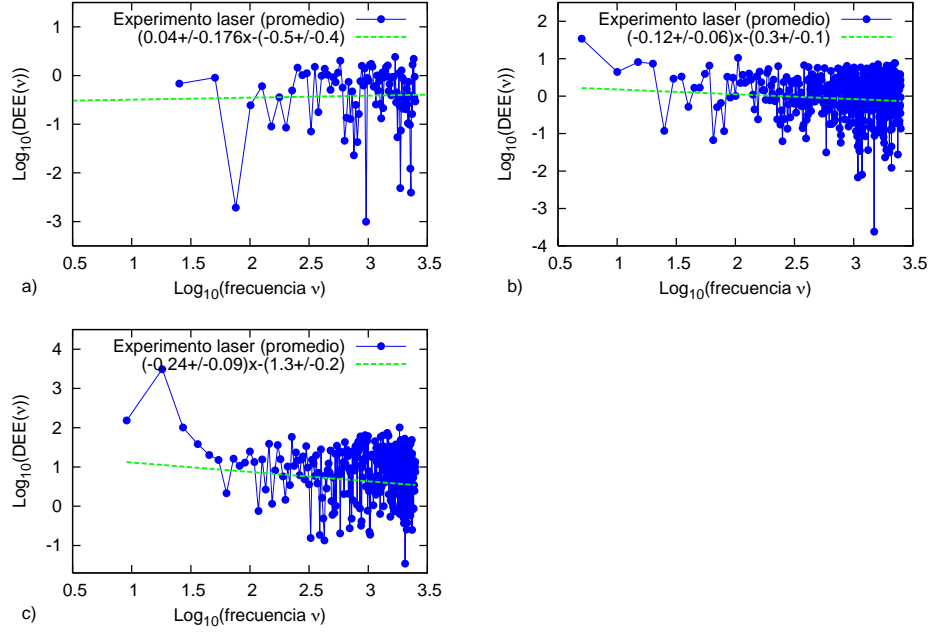 Experimento laser (promedio)
(0.04+/-0.176x-(-0.5+/-0.4)
Log10(DEE(ν))
1
0
-1
-2
-3
0.5 1 1.5 2 2.5 3 3.5
a) Log10(frecuencia ν)
Experimento laser (promedio)
(-0.12+/-0.06)x-(0.3+/-0.1)
Log10(DEE(ν))
2
1
0
-1
-2
-3
-4
0.5 1 1.5 2 2.5 3 3.5
b) Log10(frecuencia ν)
Experimento laser (promedio)
(-0.24+/-0.09)x-(1.3+/-0.2)
Log10(DEE(ν))
4
3
2
1
0
-1
0.5 1 1.5 2 2.5 3 3.5
c) Log10(frecuencia ν)